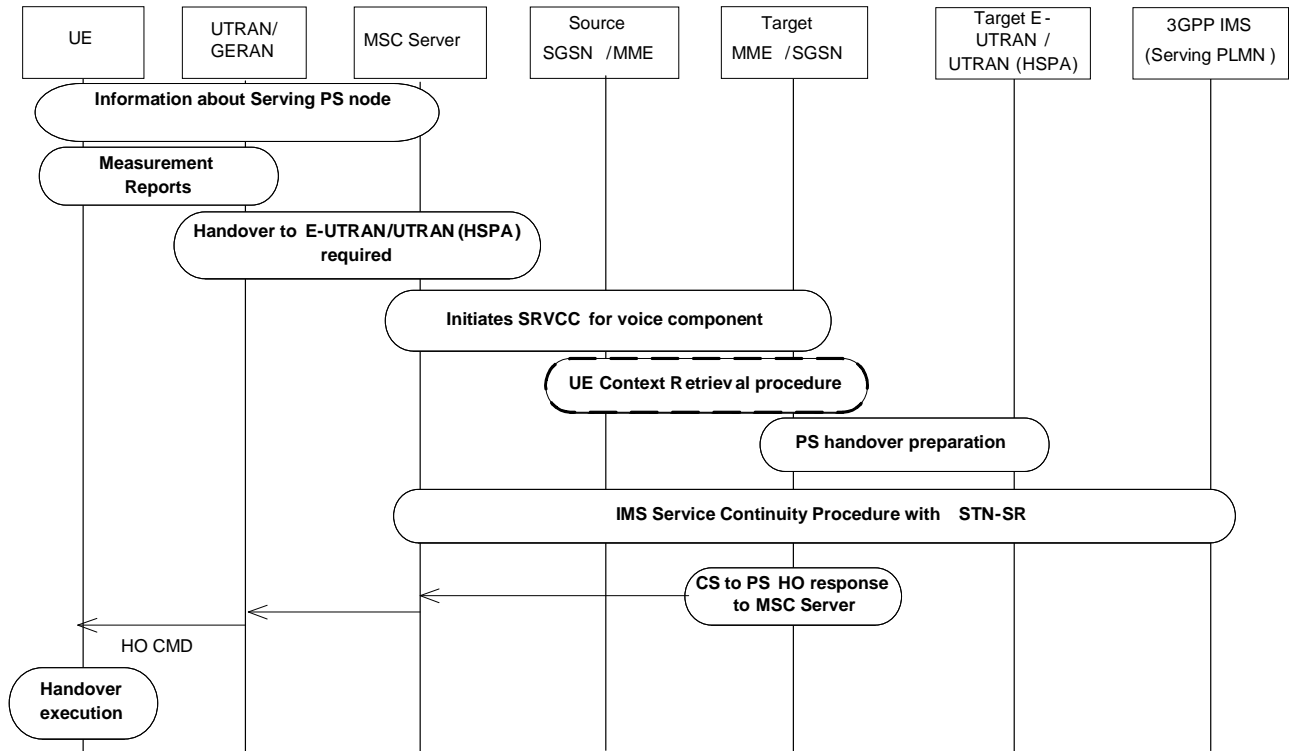 UE
UTRAN/
GERAN
MSC Server
Source
SGSN /MME
Target
MME /SGSN
Target E-
UTRAN /
UTRAN (HSPA)
3GPP IMS
(Serving PLMN )
Information about Serving PS node
Measurement
Reports
Handover to E-UTRAN/UTRAN (HSPA)
required
Initiates SRVCC for voice component
UE Context Retrieval procedure
PS handover preparation
IMS Service Continuity Procedure with STN-SR
CS to PS HO response
to MSC Server
HO CMD
Handover
execution